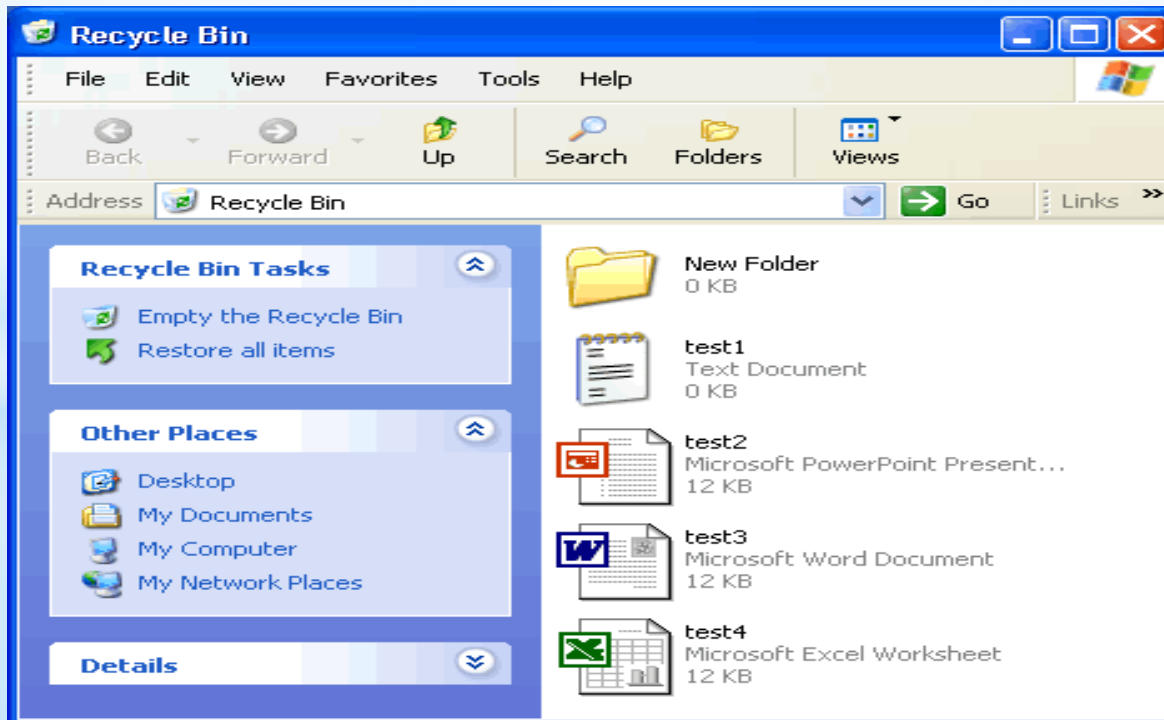 Recycle Bin
File Edit View Favorites Tools Help
Back Forward Up Search Folders Views
Address Recycle Bin Go Links »
Recycle Bin Tasks
Empty the Recycle Bin
Restore all items
Other Places
Desktop
My Documents
My Computer
My Network Places
Details
New Folder
0 KB
test1
Text Document
0 KB
test2
Microsoft PowerPoint Present...
12 KB
test3
Microsoft Word Document
12 KB
test4
Microsoft Excel Worksheet
12 KB